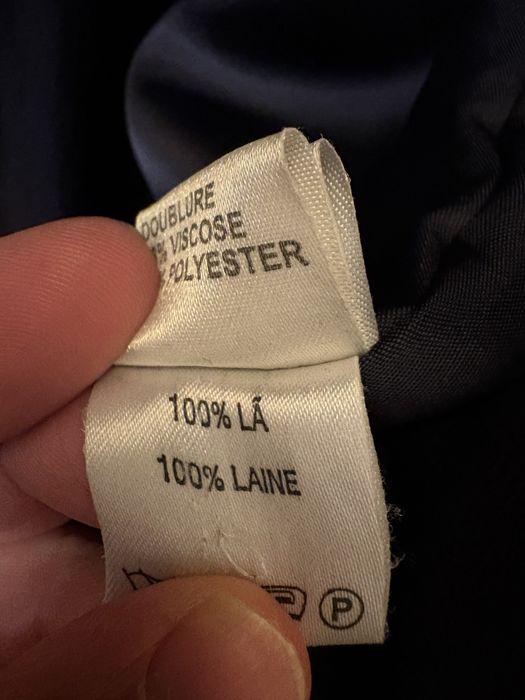 DOUBLURE
% VISCOSE
POLYESTER
100% LÃ
100% LAINE
P